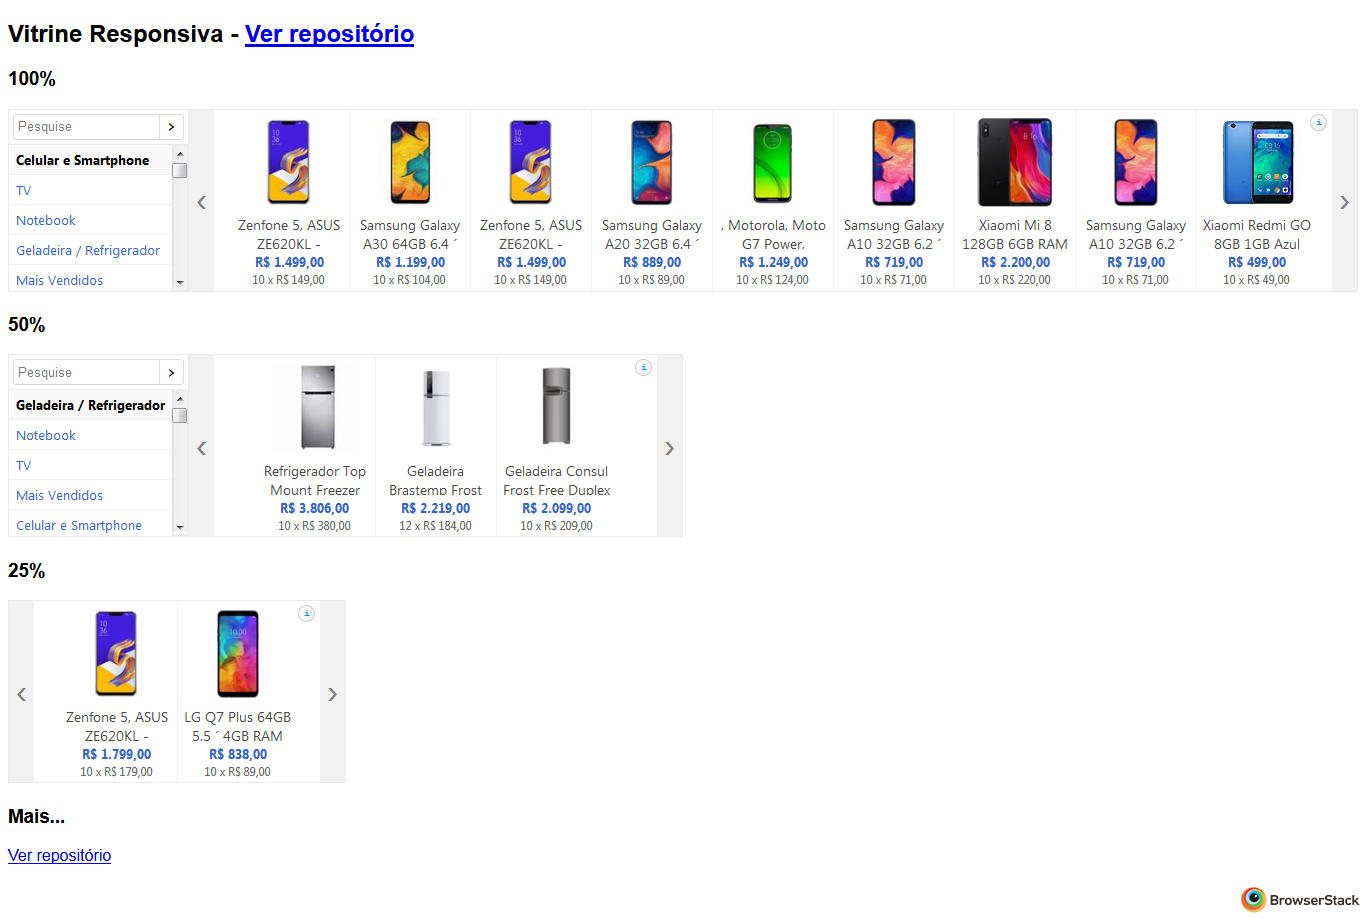 Vitrine Responsiva - Ver repositório
100%
Pesquise
Celular e Smartphone
TV
Notebook
Geladeira / Refrigerador
Mais Vendidos
Zenfone 5, ASUS
ZE620KL -
R$ 1.499,00
10 x R$ 149,00
Samsung Galaxy
A30 64GB 6.4 ´
R$ 1.199,00
10 x R$ 104,00
Zenfone 5, ASUS
ZE620KL -
R$ 1.499,00
10 x R$ 149,00
Samsung Galaxy
A20 32GB 6.4 ´
R$ 889,00
10 x R$ 89,00
, Motorola, Moto
G7 Power,
R$ 1.249,00
10 x R$ 124,00
Samsung Galaxy
A10 32GB 6.2 ´
R$ 719,00
10 x R$ 71,00
Xiaomi Mi 8
128GB 6GB RAM
R$ 2.200,00
10 x R$ 220,00
Samsung Galaxy
A10 32GB 6.2 ´
R$ 719,00
10 x R$ 71,00
Xiaomi Redmi GO
8GB 1GB Azul
R$ 499,00
10 x R$ 49,00
50%
Pesquise
Geladeira / Refrigerador
Notebook
TV
Mais Vendidos
Celular e Smartphone
Refrigerador Top
Mount Freezer
R$ 3.806,00
10 x R$ 380,00
Geladeira
Brastemp Frost
R$ 2.219,00
12 x R$ 184,00
Geladeira Consul
Frost Free Duplex
R$ 2.099,00
10 x R$ 209,00
25%
Zenfone 5, ASUS
ZE620KL -
R$ 1.799,00
10 x R$ 179,00
LG Q7 Plus 64GB
5.5 ´ 4GB RAM
R$ 838,00
10 x R$ 89,00
Mais...
Ver repositório
BrowserStack